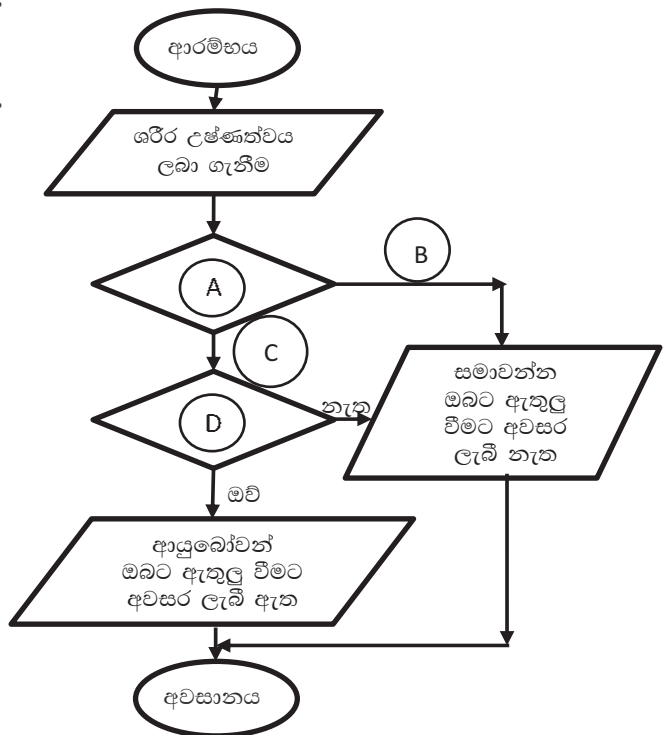 ආරම්භය
ශරීර උෂ්ණත්වය
ලබා ගැනීම
A
B
C
D
නැත
සමාවන්න
ඔබට ඇතුලු
වීමට අවසර
ලැබී නැත
ඔව්
ආයුබෝවන්
ඔබට ඇතුලු වීමට
අවසර ලැබී ඇත
අවසානය